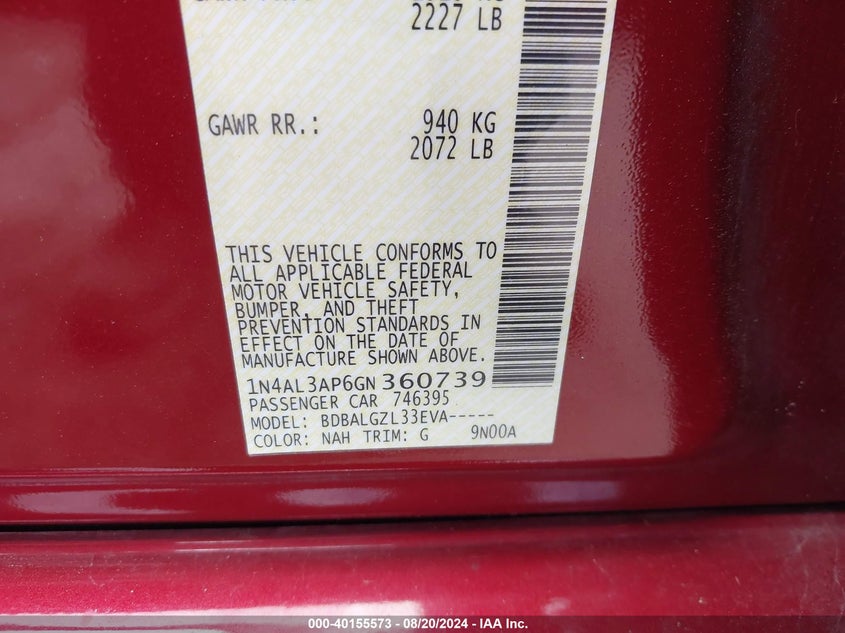 2227 LB
GAWR RR.: 940 KG
2072 LB
THIS VEHICLE CONFORMS TO
ALL APPLICABLE FEDERAL
MOTOR VEHICLE SAFETY,
BUMPER, AND THEFT
PREVENTION STANDARDS IN
EFFECT ON THE DATE OF
MANUFACTURE SHOWN ABOVE.
1N4AL3AP6GN360739
PASSENGER CAR 746395
MODEL: BDBALGZL33EVA-----
COLOR: NAH TRIM: G 9N00A
000-40155573 - 08/20/2024 - IAA Inc.